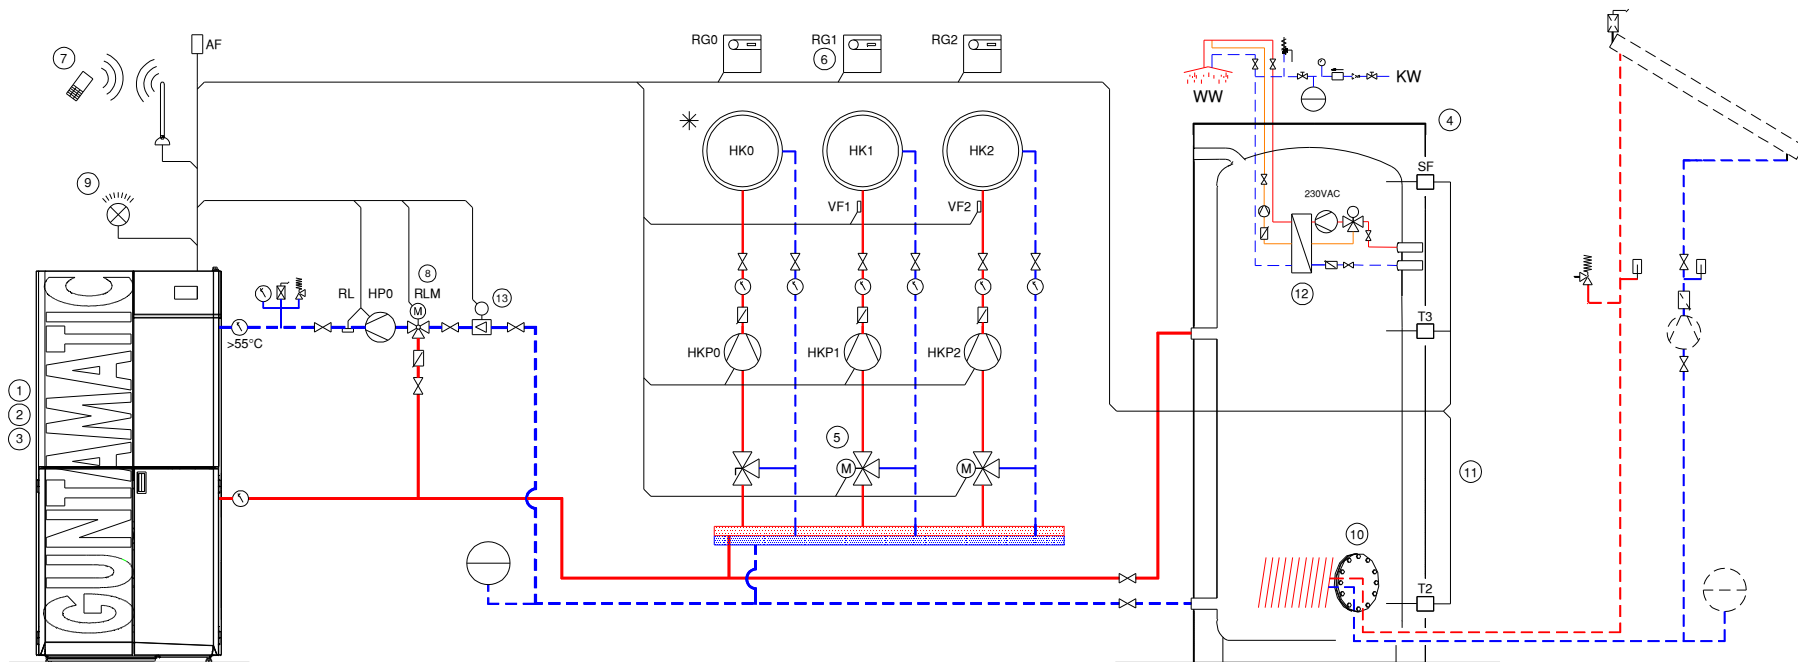 7
AF
RG0
RG1
RG2
6
WW
KW
4
HK0
HK1
HK2
SF
9
VF1
VF2
230VAC
8
RL
HP0
RLM
M
13
12
>55°C
T3
HKP0
HKP1
HKP2
1
2
3
GUNTAMATIC
5
M
M
11
10
T2